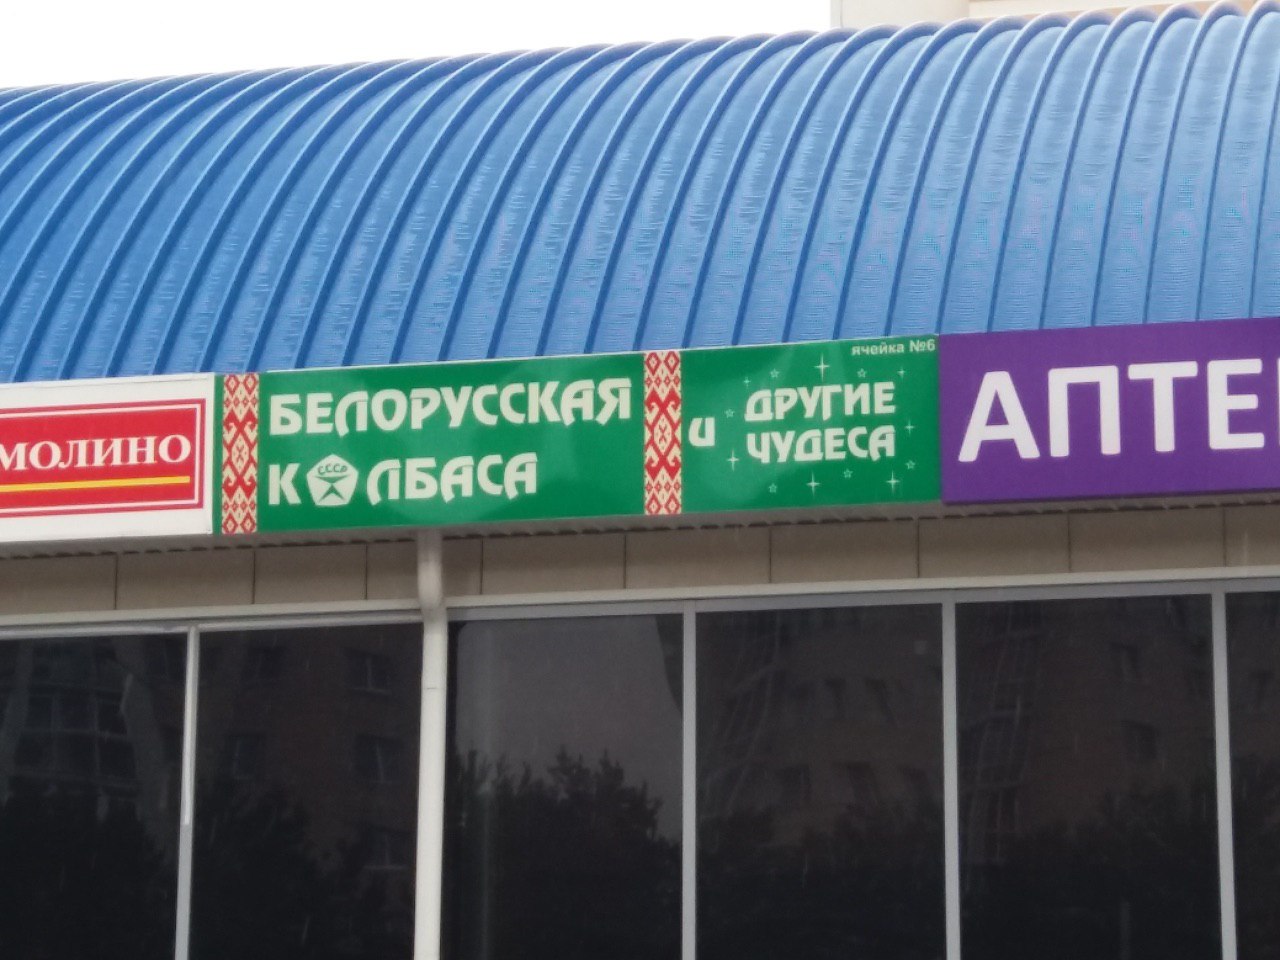 МОЛИНО
БЕЛОРУССКАЯ
КОЛБАСА
СССР
и
ДРУГИЕ
ЧУДЕСА
ячейка №6
АПТЕ